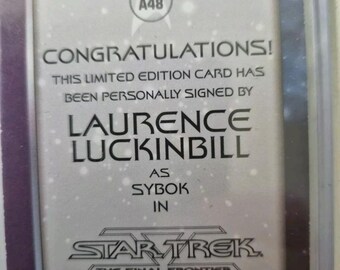 A48
CONGRATULATIONS!
THIS LIMITED EDITION CARD HAS
BEEN PERSONALLY SIGNED BY
LAURENCE
LUCKINBILL
AS
SYBOK
IN
STAR TREK
V
THE FINAL FRONTIER